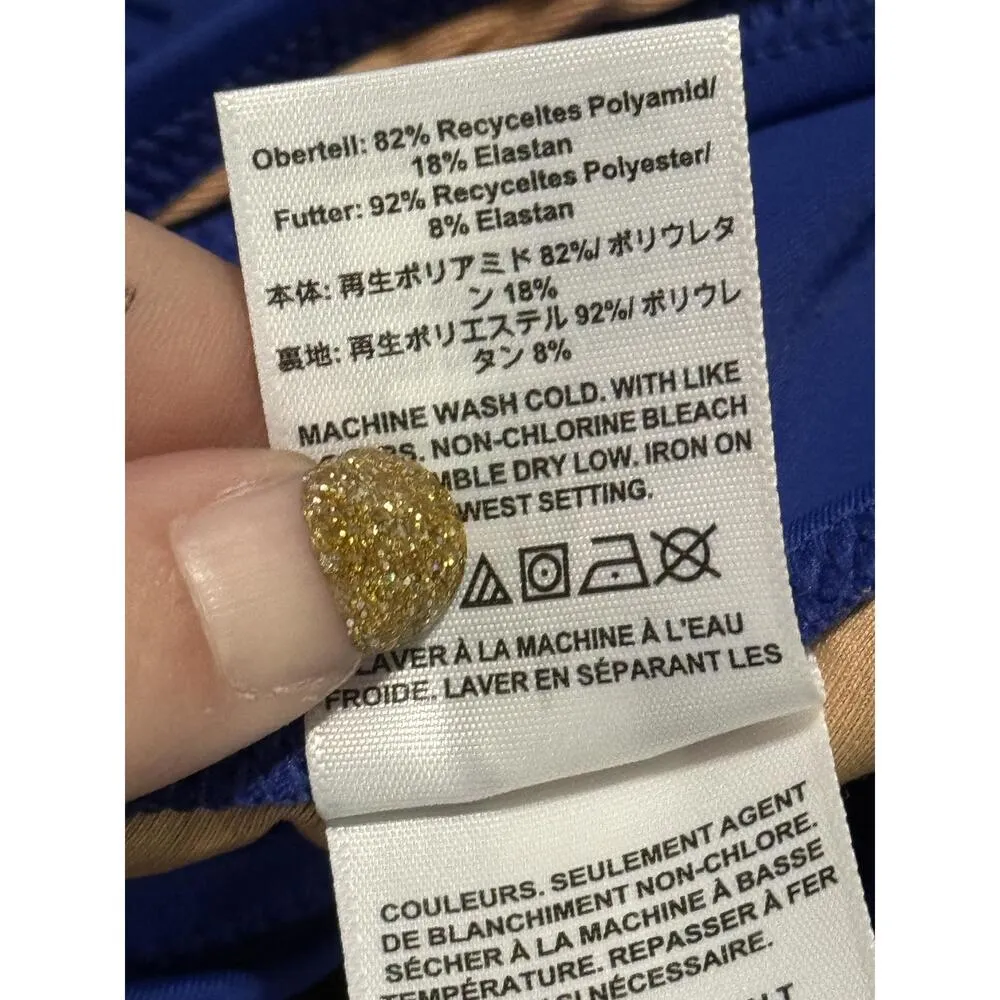 Oberteil: 82% Recyceltes Polyamid/
18% Elastan
Futter: 92% Recyceltes Polyester/
8% Elastan
本体: 再生ポリアミド 82%/ ポリウレタ
ン 18%
裏地: 再生ポリエステル 92%/ ポリウレ
タン 8%
MACHINE WASH COLD. WITH LIKE
NON-CHLORINE BLEACH
DRY LOW. IRON ON
SETTING.
LAVER À LA MACHINE À L'EAU
FROIDE. LAVER EN SÉPARANT LES
COULEURS. SEULEMENT AGENT
DE BLANCHIMENT NON-CHLORE.
SÉCHER À LA MACHINE À BASSE
TEMPÉRATURE. REPASSER À FER
NÉCESSAIRE.